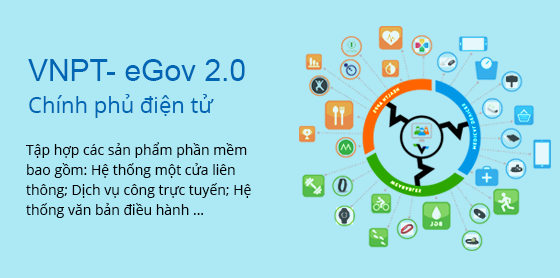 VNPT- eGov 2.0
Chính phủ điện tử
Tập hợp các sản phẩm phần mềm
bao gồm: Hệ thống một cửa liên
thông; Dịch vụ công trực tuyến; Hệ
thống văn bản điều hành ...